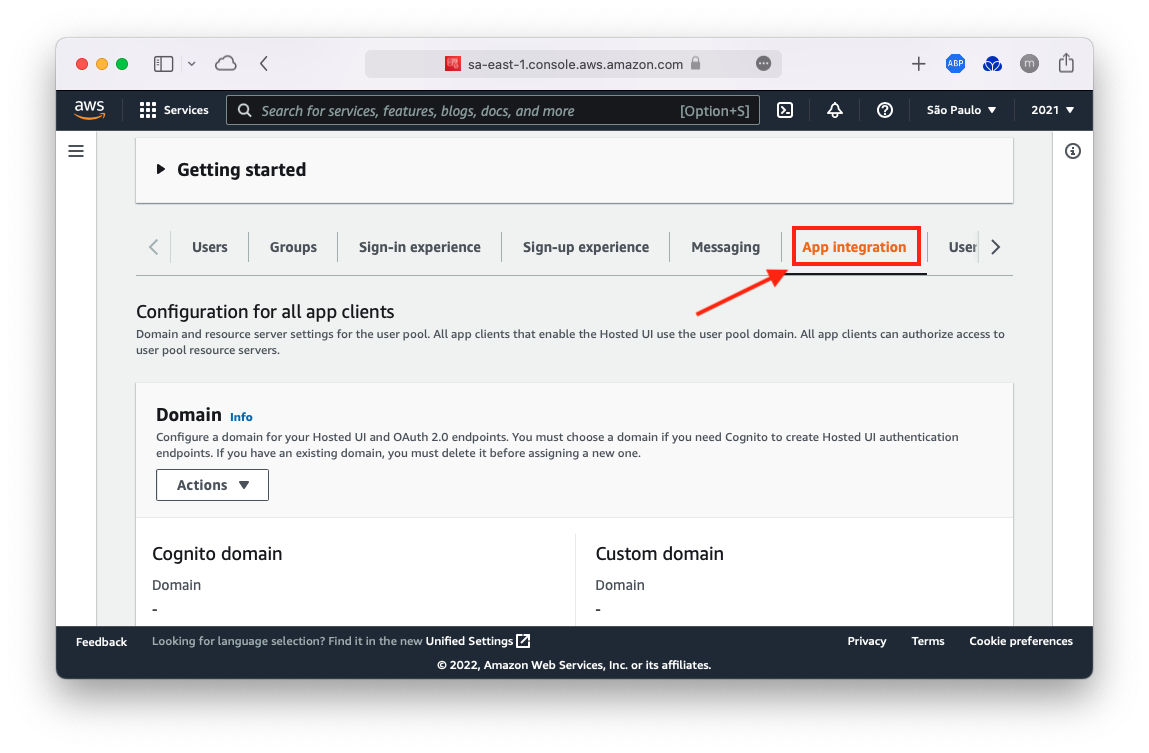 sa-east-1.console.aws.amazon.com
ABP
m
aws
Services
Search for services, features, blogs, docs, and more
[Option+S]
São Paulo
2021
Getting started
Users
Groups
Sign-in experience
Sign-up experience
Messaging
App integration
User
Configuration for all app clients
Domain and resource server settings for the user pool. All app clients that enable the Hosted UI use the user pool domain. All app clients can authorize access to
user pool resource servers.
Domain Info
Configure a domain for your Hosted UI and OAuth 2.0 endpoints. You must choose a domain if you need Cognito to create Hosted UI authentication
endpoints. If you have an existing domain, you must delete it before assigning a new one.
Actions
Cognito domain
Domain
-
Custom domain
Domain
-
Feedback
Looking for language selection? Find it in the new Unified Settings
Privacy
Terms
Cookie preferences
© 2022, Amazon Web Services, Inc. or its affiliates.